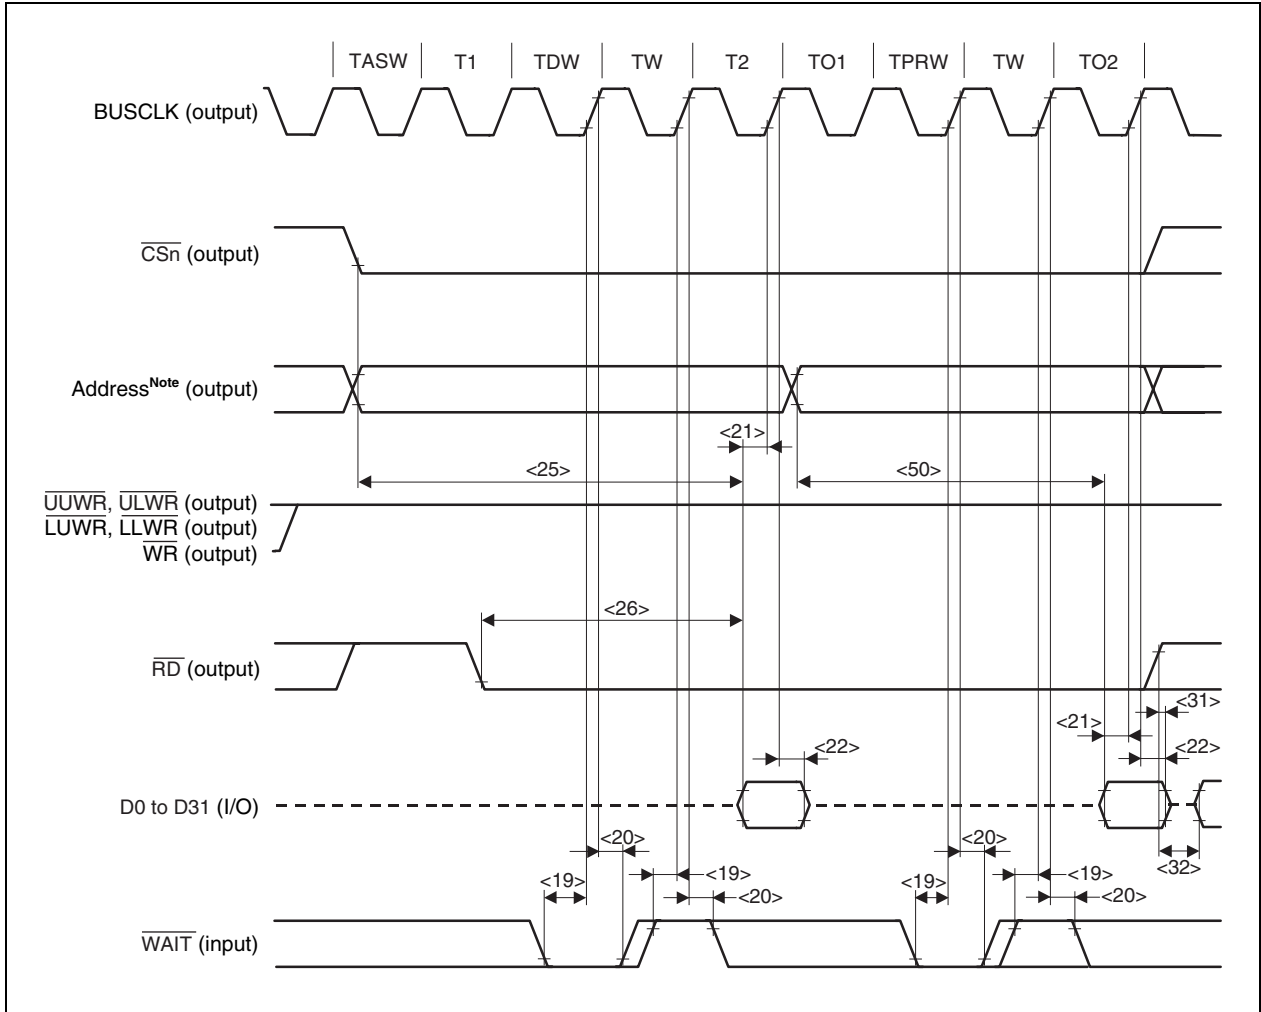 TASW T1 TDW TW T2 TO1 TPRW TW TO2
BUSCLK (output)
CSn (output)
AddressNote (output)
<21>
<25> <50>
UUWR, ULWR (output)
LUWR, LLWR (output)
WR (output)
<26>
RD (output)
<31>
<21>
<22> <22>
D0 to D31 (I/O)
<20> <20>
<32>
<19> <19> <19> <19>
<20> <20>
WAIT (input)